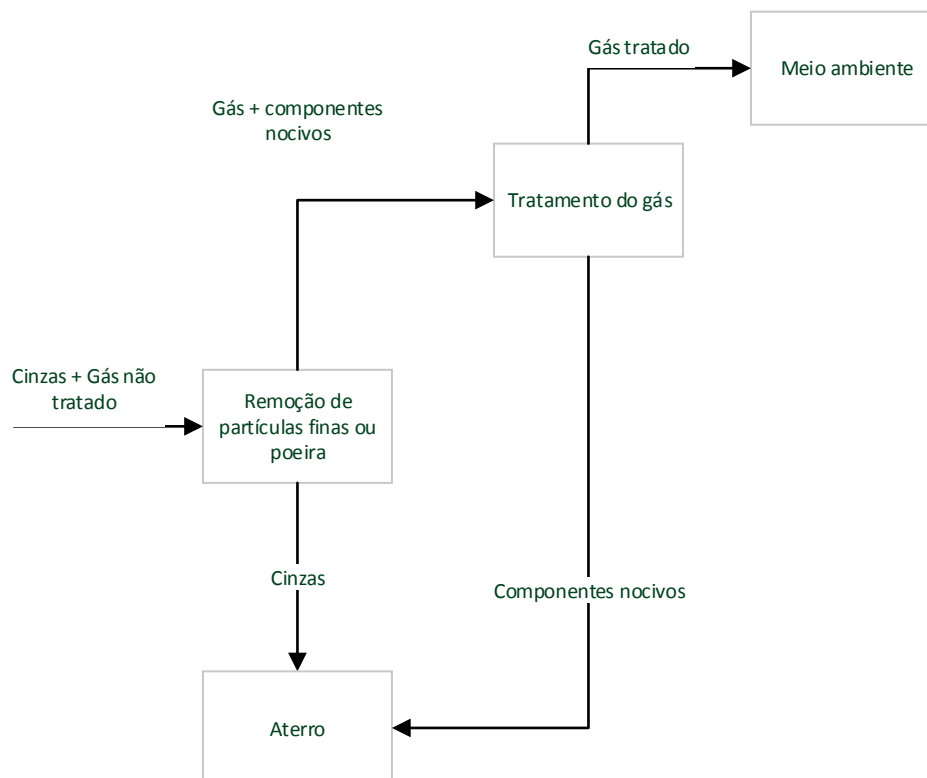 Gás tratado
Meio ambiente
Gás + componentes
nocivos
Tratamento do gás
Cinzas + Gás não
tratado
Remoção de
partículas finas ou
poeira
Cinzas
Componentes nocivos
Aterro